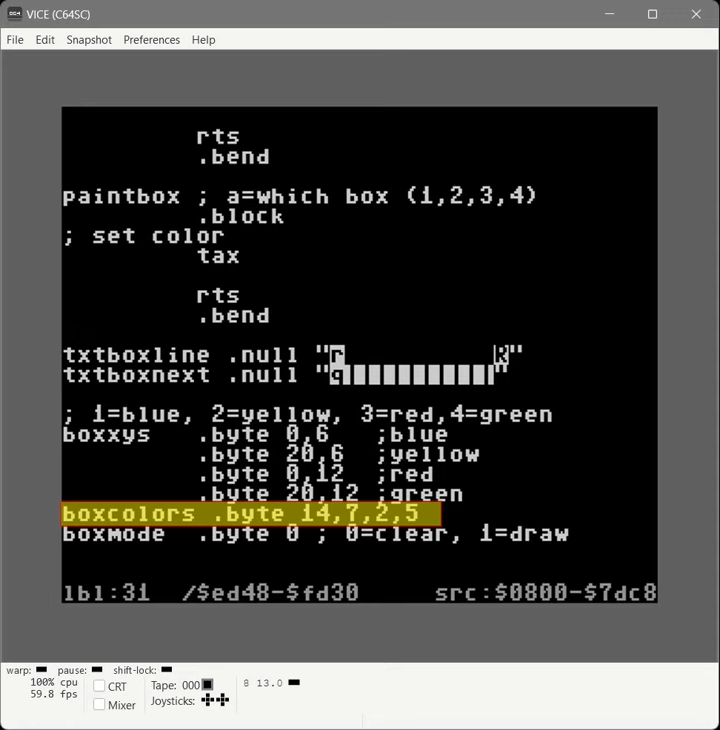 VICE (C64SC)
File Edit Snapshot Preferences Help
rts
.bend
paintbox ; a=which box (1,2,3,4)
.block
; set color
tax
rts
.bend
txtboxline .null "r R"
txtboxnext .null "q"
; 1=blue, 2=yellow, 3=red,4=green
boxxys .byte 0,6 ;blue
.byte 20,6 ;yellow
.byte 0,12 ;red
.byte 20,12 ;green
boxcolors .byte 14,7,2,5
boxmode .byte 0 ; 0=clear, 1=draw
lbl:31 /$ed48-$fd30 src:$0800-$7dc8
warp: pause: shift-lock:
100% cpu CRT Tape: 000 8 13.0
59.8 fps Mixer Joysticks: